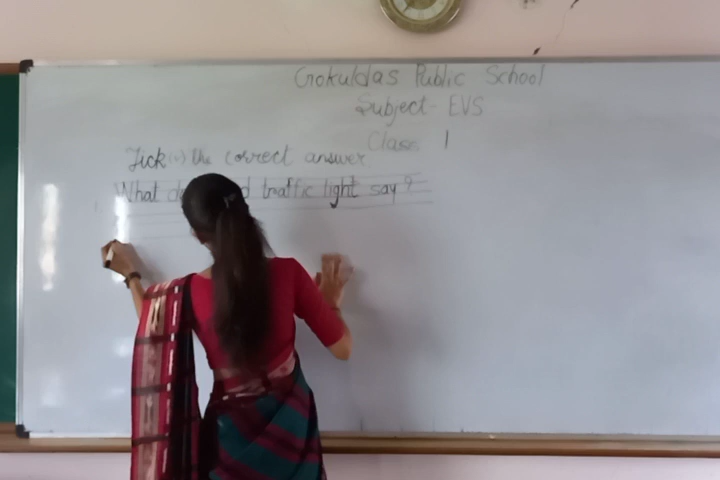 Gokuldas Public School
Subject- EVS
Class 1
Tick (✓) the correct answer
What d d traffic light say?